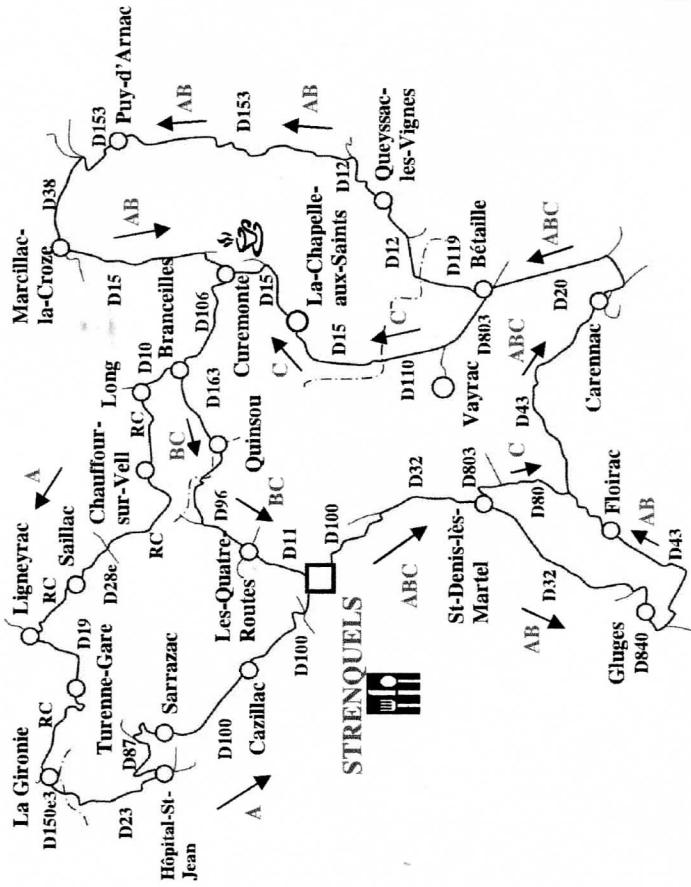 La Gironie
D150e3
RC
Turenne-Gare
D19
Ligneyrac
RC
Saillac
D28e
A
Chauffour-
sur-Vell
RC
RC
Long
D10
Branceilles
D106
Marcillac-
la-Croze
D38
D15
AB
D153
Puy-d'Arnac
AB
D153
AB
D12
Queyssac-
les-Vignes
D12
D119
Bétaille
ABC
D20
Carennac
ABC
D43
Curemonte
D15
La-Chapelle-
aux-Saints
C
D15
C
D110
Vayrac
D803
D163
BC
Quinsou
D96
BC
Les-Quatre-
Routes
D11
D23
Hôpital-St-
Jean
D87
Sarrazac
D100
Cazillac
A
D100
STRENQUELS
D100
ABC
D32
St-Denis-lès-
Martel
D803
C
D80
Floirac
AB
D43
D32
AB
Gluges
D840